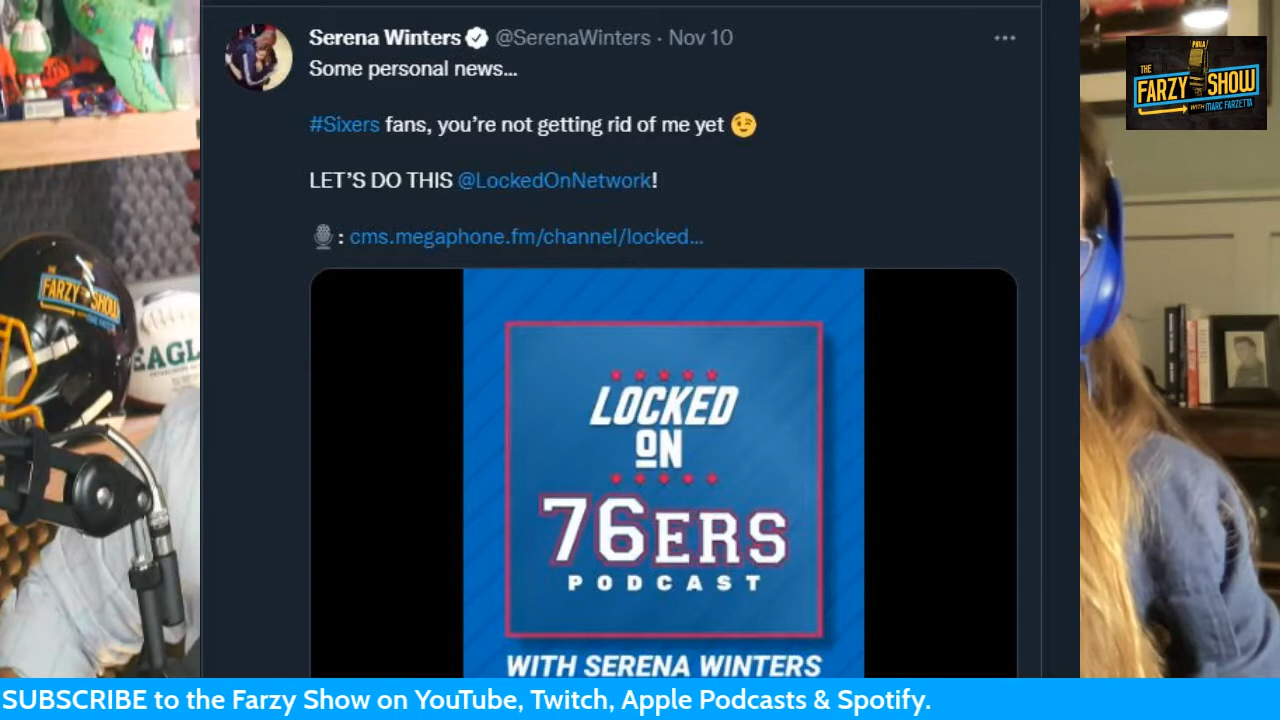 Serena Winters @SerenaWinters · Nov 10
Some personal news...
#Sixers fans, you're not getting rid of me yet 😉
LET'S DO THIS @LockedOnNetwork!
🎙: cms.megaphone.fm/channel/locked...
LOCKED
ON
76ERS
PODCAST
WITH SERENA WINTERS
PHILA
THE
FARZY SHOW
WITH MARC FARZETTA
THE
FARZY SHOW
EAGL
SUBSCRIBE to the Farzy Show on YouTube, Twitch, Apple Podcasts & Spotify.